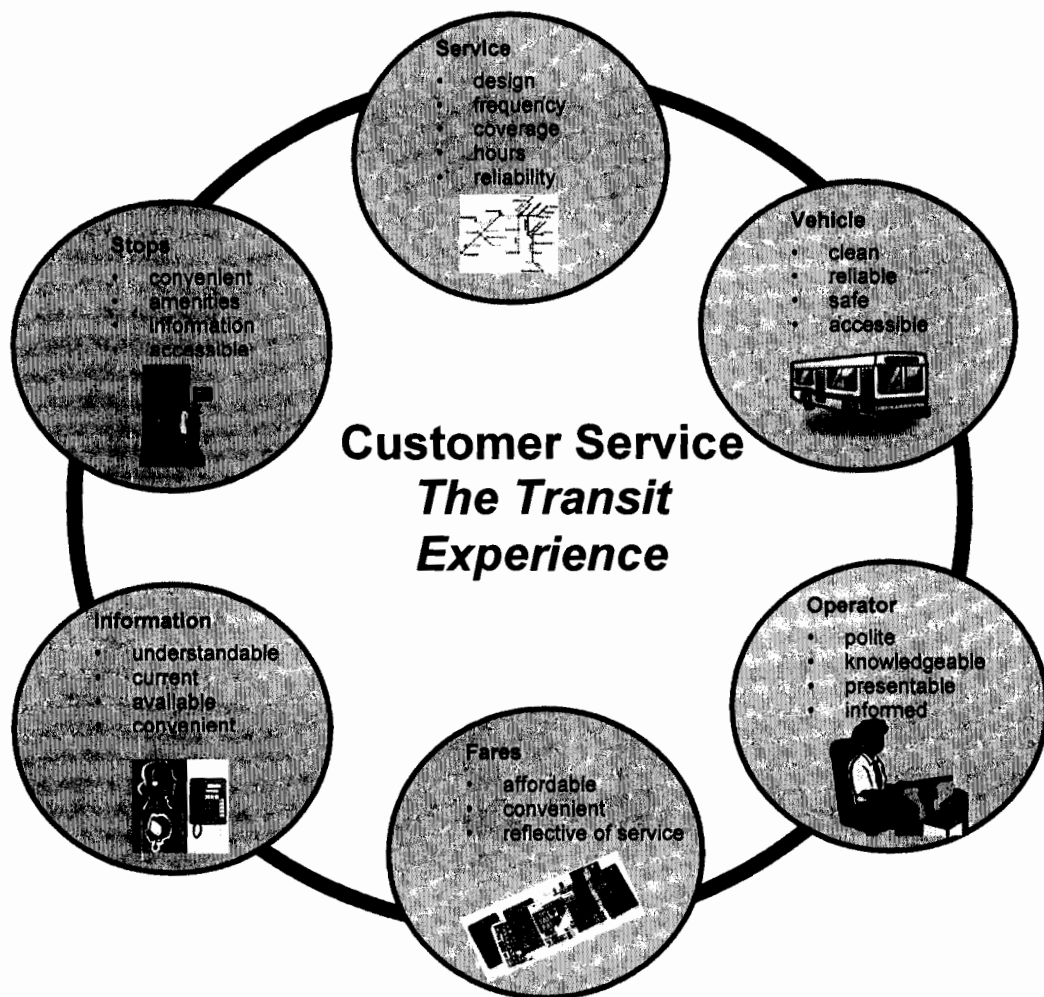 Service
• design
• frequency
• coverage
• hours
• reliability
Vehicle
• clean
• reliable
• safe
• accessible
Operator
• polite
• knowledgeable
• presentable
• informed
Fares
• affordable
• convenient
• reflective of service
Information
• understandable
• current
• available
• convenient
Stops
• convenient
• amenities
• information
• accessible
Customer Service
The Transit
Experience